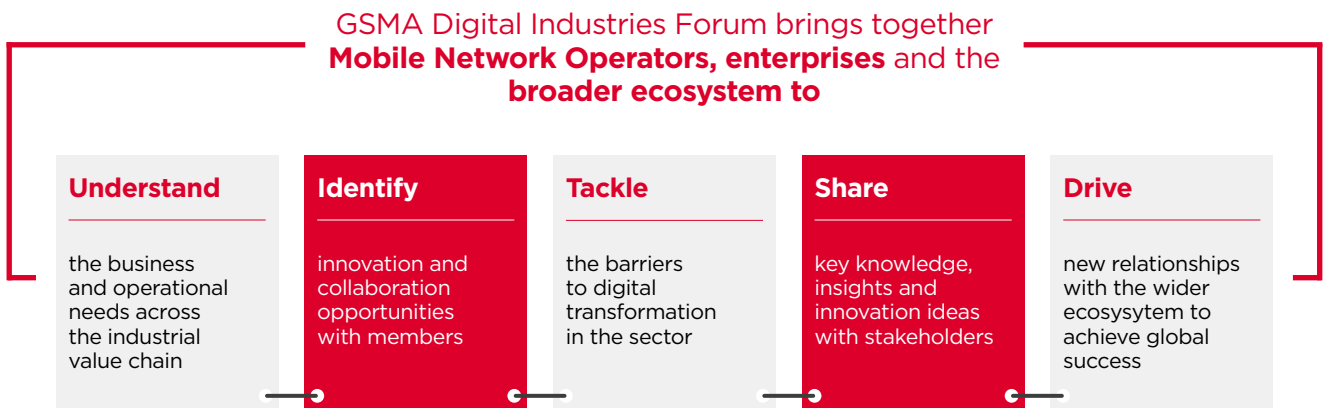 GSMA Digital Industries Forum brings together
Mobile Network Operators, enterprises and the
broader ecosystem to
Understand
the business
and operational
needs across
the industrial
value chain
Identify
innovation and
collaboration
opportunities
with members
Tackle
the barriers
to digital
transformation
in the sector
Share
key knowledge,
insights and
innovation ideas
with stakeholders
Drive
new relationships
with the wider
ecosysytem to
achieve global
success